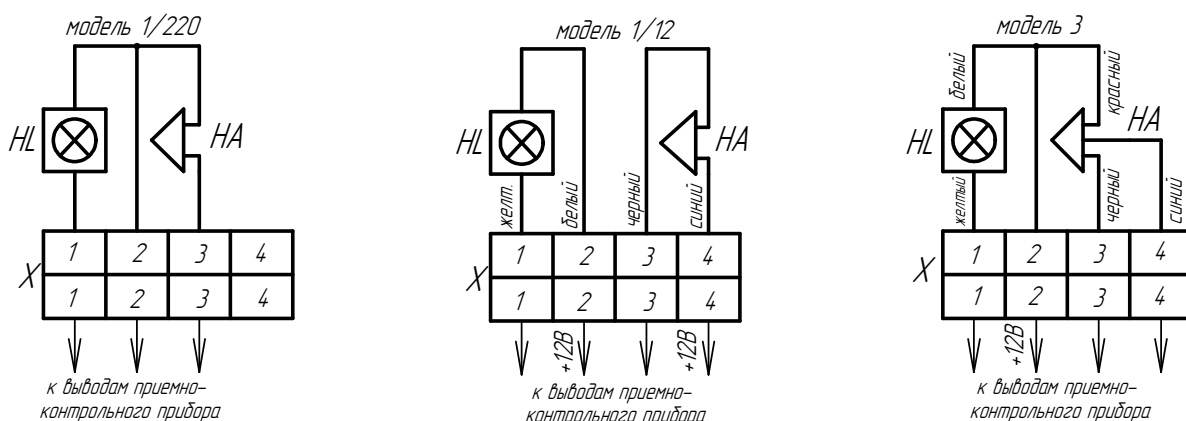 модель 1/220
HL
HA
X
1 2 3 4
1 2 3 4
к выводам приемно-
контрольного прибора
модель 1/12
HL
HA
желт.
белый
черный
синий
X
1 2 3 4
1 2 3 4
+12В
+12В
к выводам приемно-
контрольного прибора
модель 3
белый
красный
HL
HA
желтый
черный
синий
X
1 2 3 4
1 2 3 4
+12В
к выводам приемно-
контрольного прибора